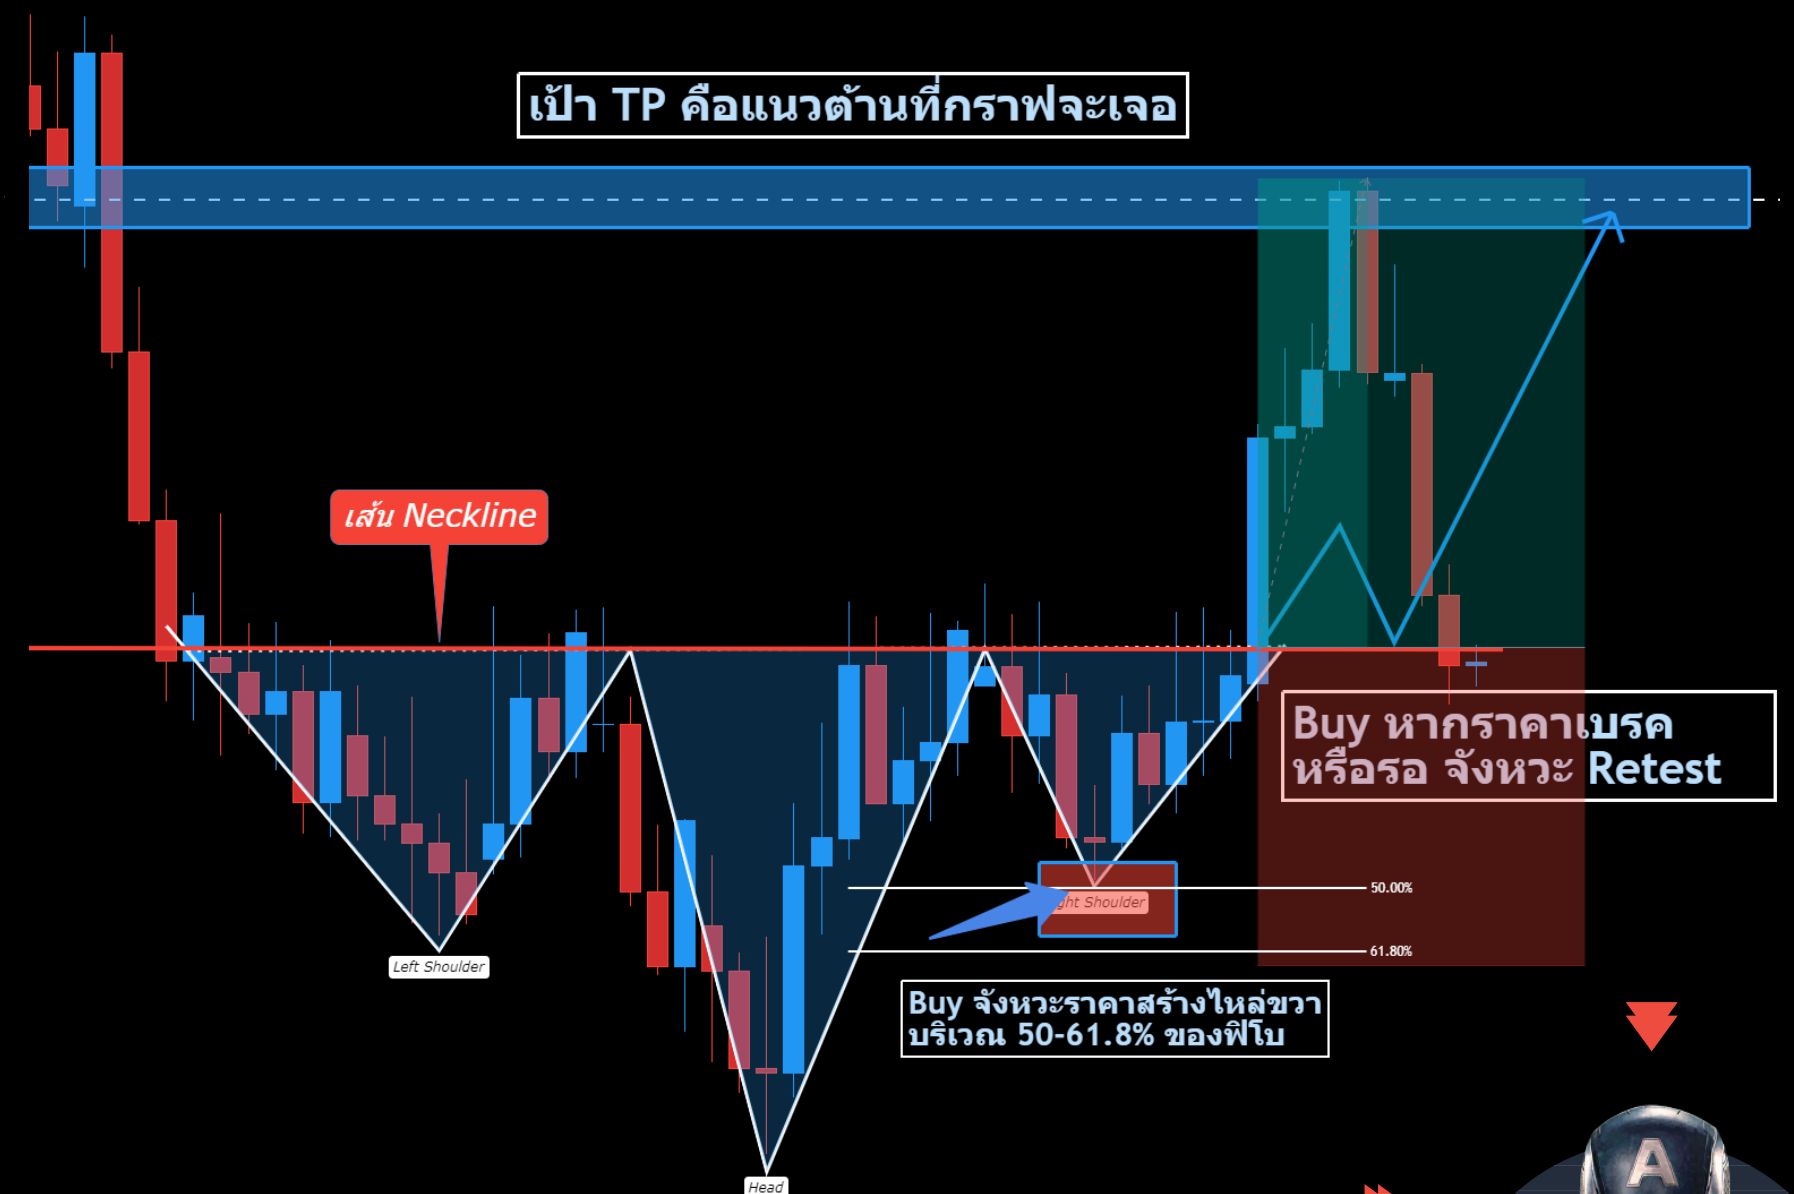 เป้า TP คือแนวต้านที่กราฟจะเจอ
เส้น Neckline
Buy หากราคาเบรค
หรือรอ จังหวะ Retest
50.00%
Shoulder
61.80%
Left Shoulder
Buy จังหวะราคาสร้างไหล่ขวา
บริเวณ 50-61.8% ของฟิโบ
Head
A